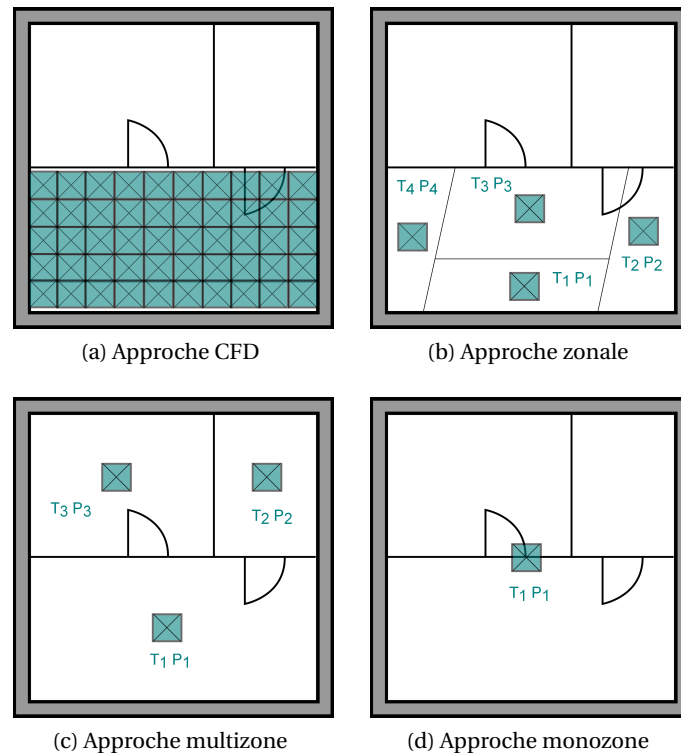 (a) Approche CFD
T4 P4
T3 P3
T1 P1
T2 P2
(b) Approche zonale
T3 P3
T2 P2
T1 P1
(c) Approche multizone
T1 P1
(d) Approche monozone